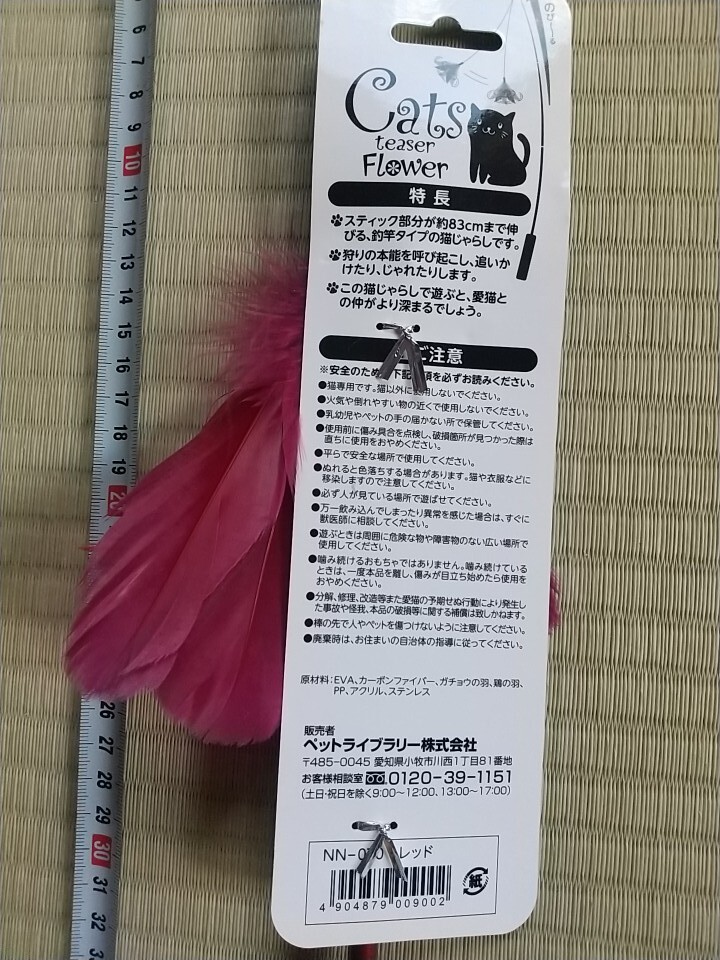 6
7
8
9
10
11
12
13
14
15
16
17
18
19
20
26
27
28
29
30
31
32
Cats
teaser
Flower
特長
スティック部分が約83cmまで伸
びる、釣竿タイプの猫じゃらしです。
狩りの本能を呼び起こし、追いか
けたり、じゃれたりします。
この猫じゃらしで遊ぶと、愛猫と
の仲がより深まるでしょう。
ご注意
※安全のため下記 項を必ずお読みください。
●猫専用です。猫以外に 用しないでください。
●火気や倒れやすい物の近くで使用しないでください。
●乳幼児やペットの手の届かない所で保管してください。
●使用前に傷み具合を点検し、破損箇所が見つかった際は
直ちに使用をおやめください。
●平らで安全な場所で使用してください。
●ぬれると色落ちする場合があります。猫や衣服などに
移染しますので注意してください。
●必ず人が見ている場所で遊ばせてください。
●万一飲み込んでしまったり異常を感じた場合は、すぐに
獣医師に相談してください。
●遊ぶときは周囲に危険な物や障害物のない広い場所で
使用してください。
●噛み続けるおもちゃではありません。噛み続けている
ときは、一度本品を離し、傷みが目立ち始めたら使用を
おやめください。
●分解、修理、改造等また愛猫の予期せぬ行動により発生し
た事故や怪我、本品の破損等に関する補償は致しかねます。
●棒の先で人やペットを傷つけないように注意してください。
●廃棄時は、お住まいの自治体の指導に従ってください。
原材料:EVA、カーボンファイバー、ガチョウの羽、鶏の羽、
PP、アクリル、ステンレス
販売者
ペットライブラリー株式会社
〒485-0045 愛知県小牧市川西1丁目81番地
お客様相談室 0120-39-1151
(土日・祝日を除く9:00〜12:00、13:00〜17:00)
NN-0 レッド
4 904879 009002
紙